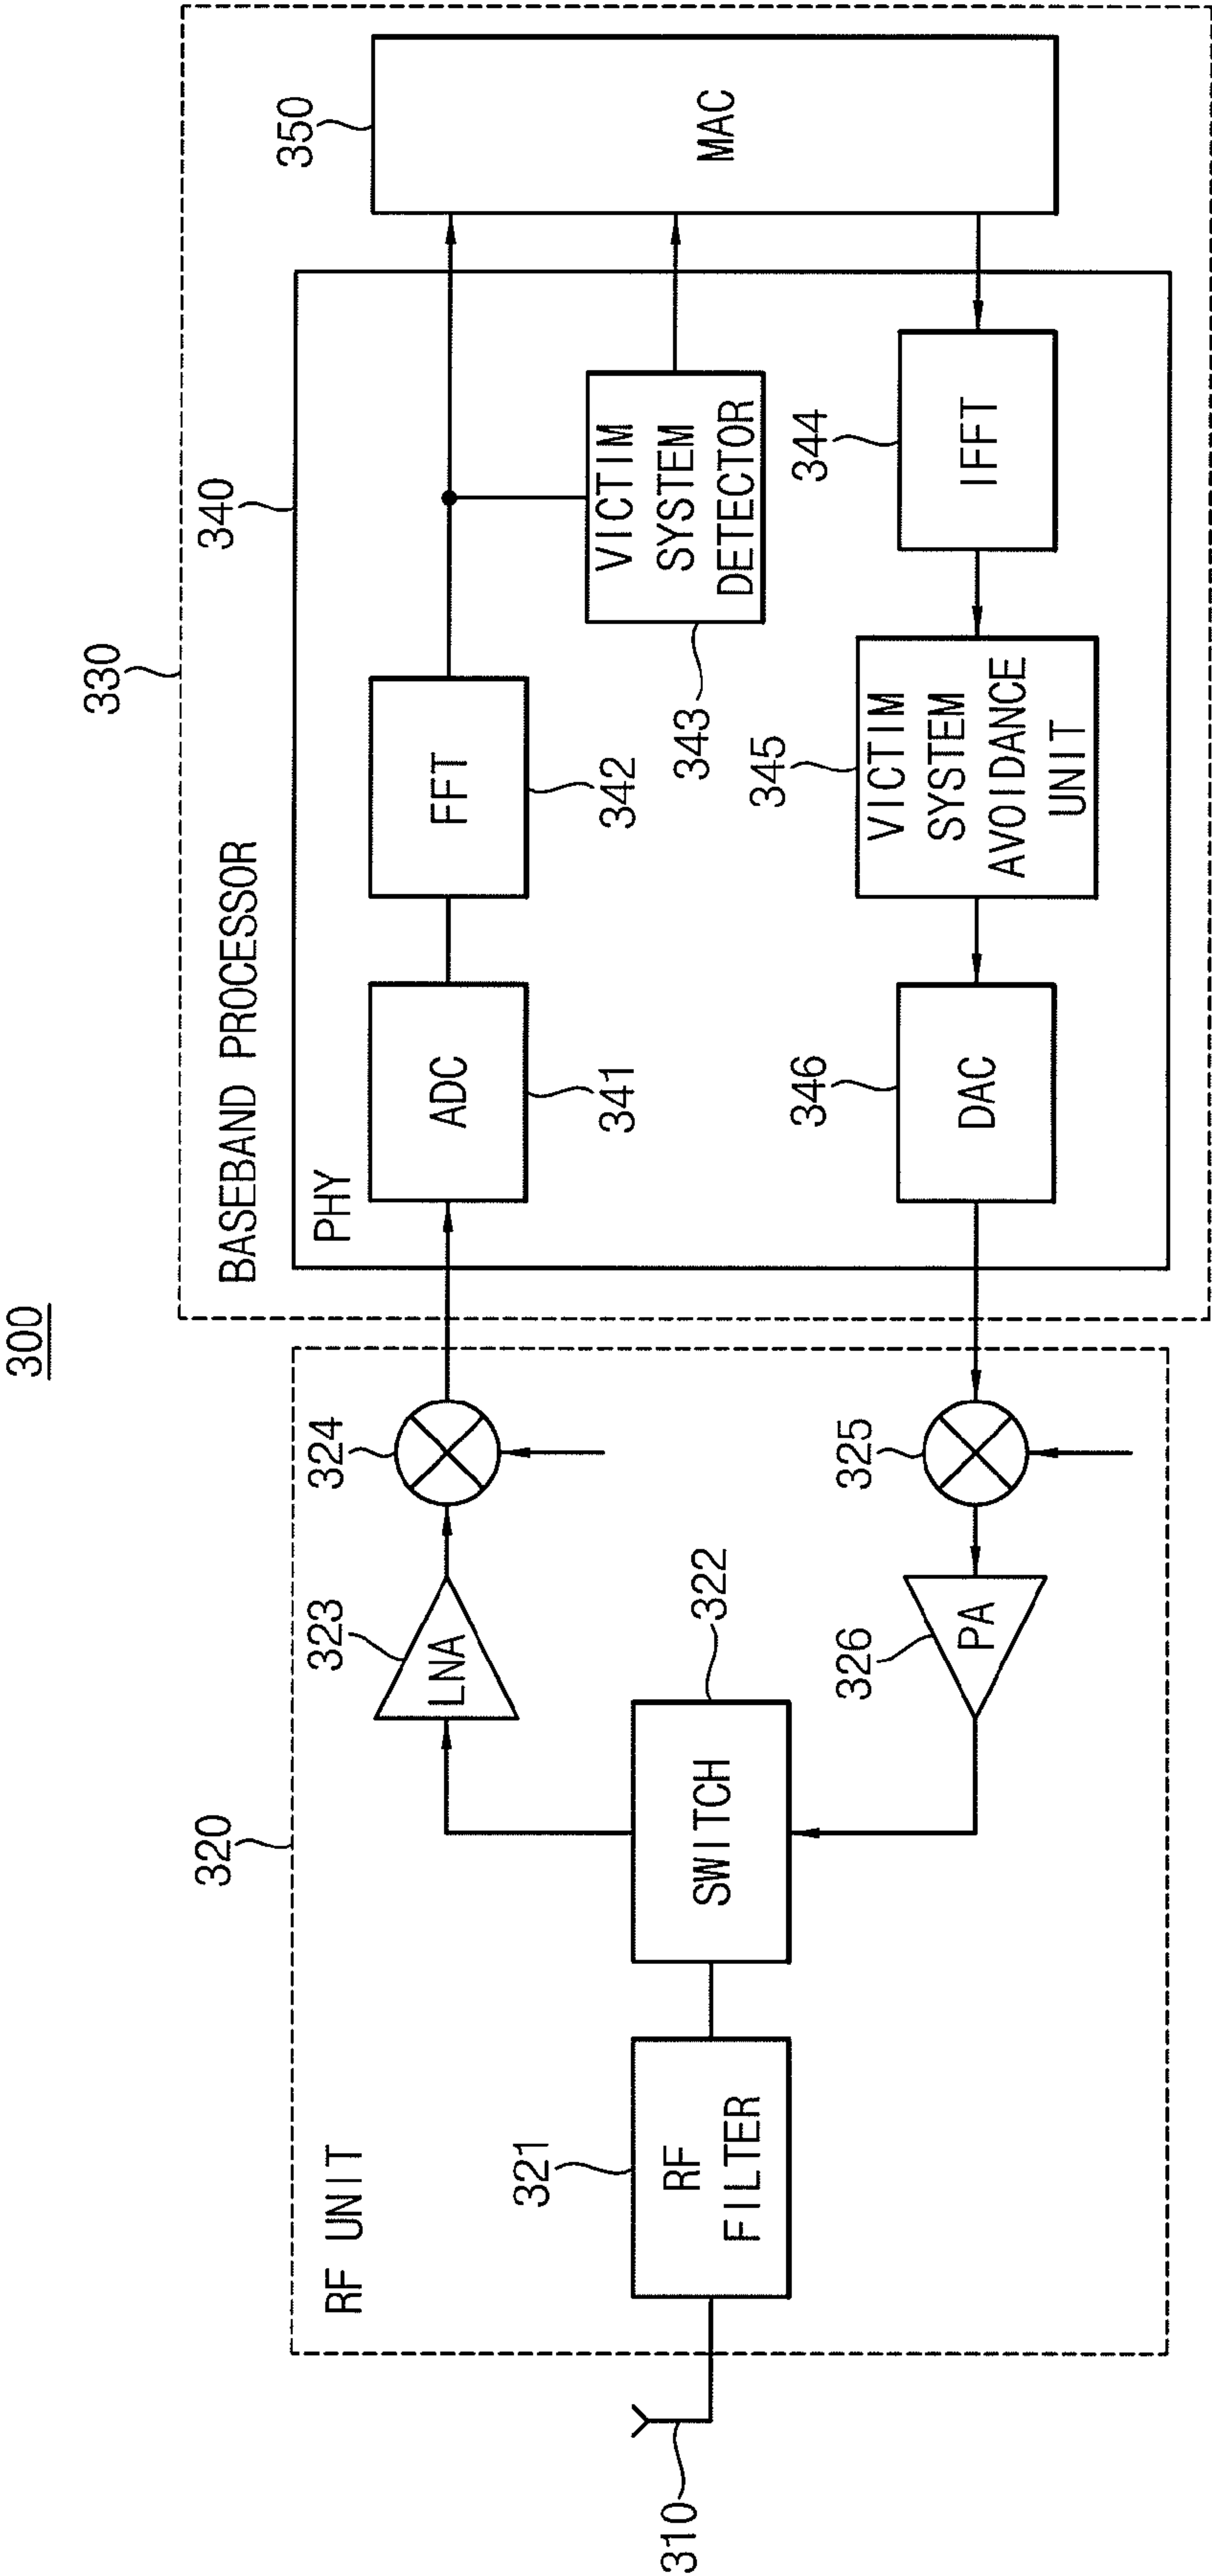 300
330
BASEBAND PROCESSOR
340
PHY
350
MAC
320
RF UNIT
310
321
RF
FILTER
322
SWITCH
323
LNA
324
341
ADC
342
FFT
343
VICTIM
SYSTEM
DETECTOR
344
IFFT
345
VICTIM
SYSTEM
AVOIDANCE
UNIT
346
DAC
325
326
PA